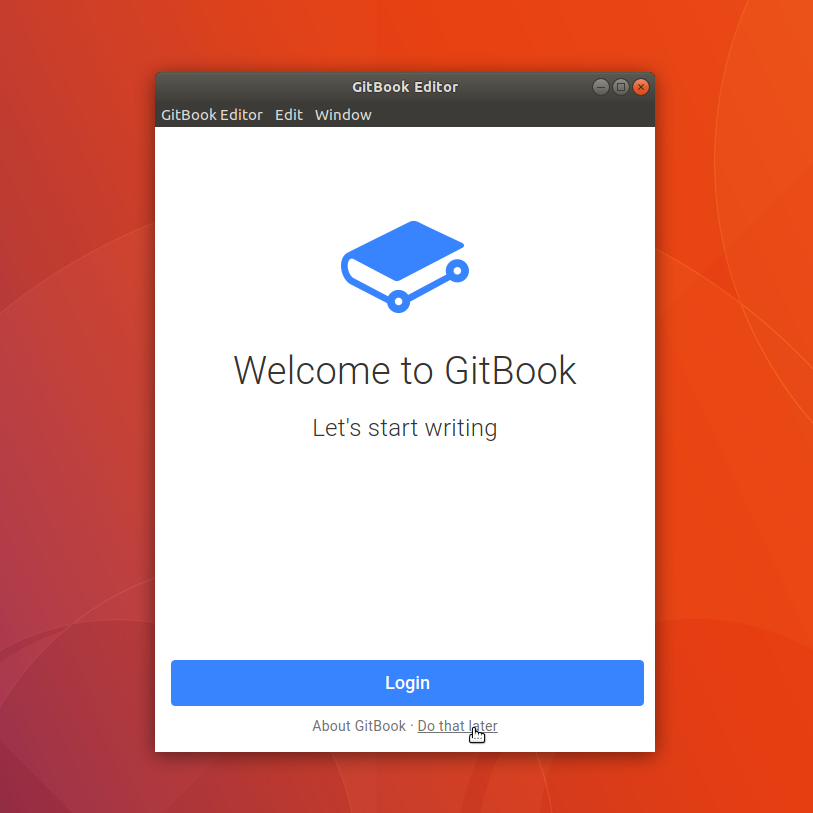 GitBook Editor
GitBook Editor Edit Window
Welcome to GitBook
Let's start writing
Login
About GitBook · Do that later